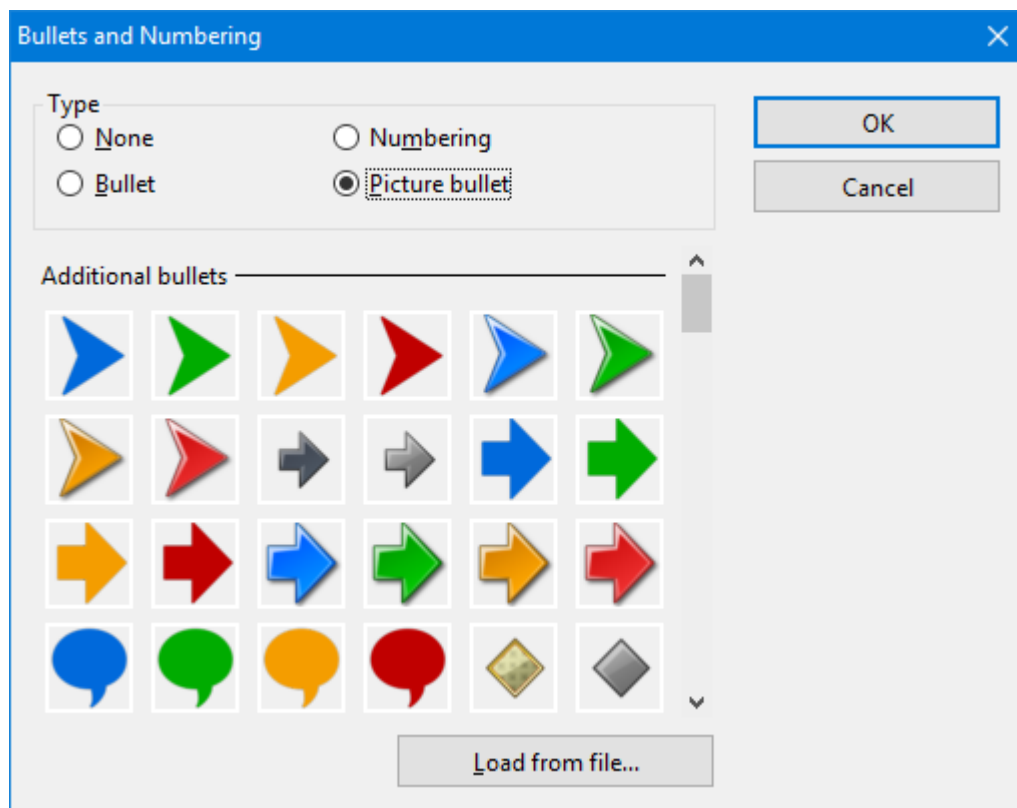 Bullets and Numbering
Type
None
Numbering
OK
Bullet
Picture bullet
Cancel
Additional bullets
Load from file...